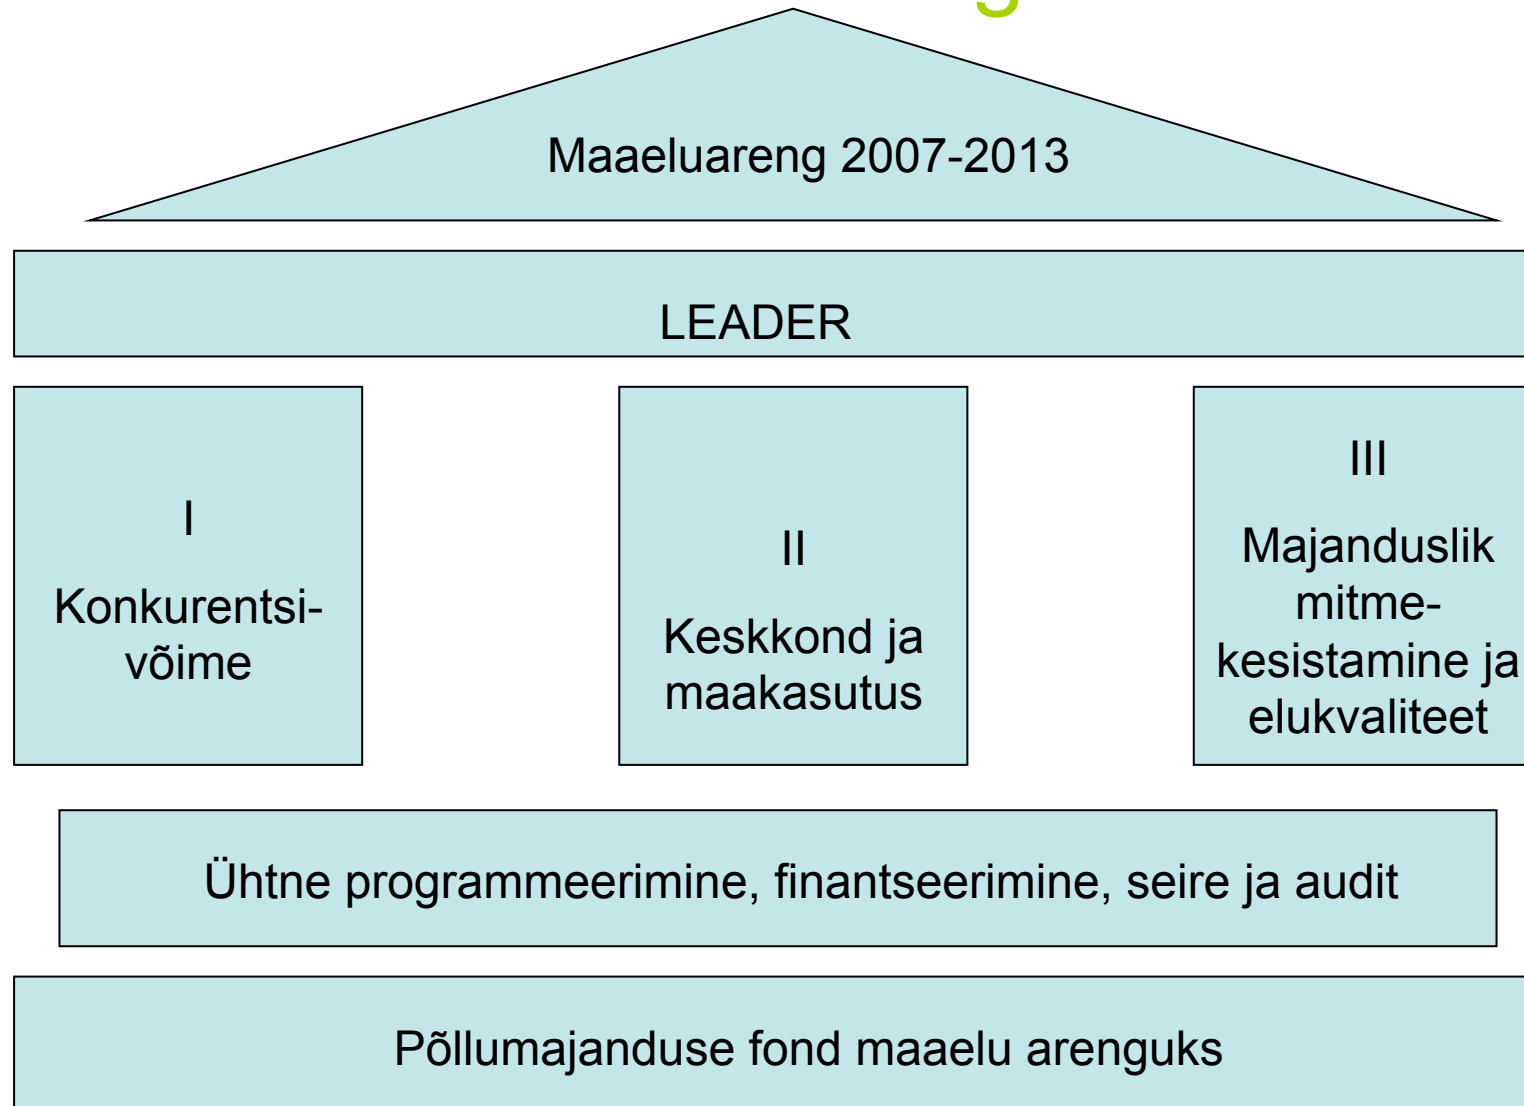 Maaeluareng 2007-2013
LEADER
I
Konkurentsi-
võime
II
Keskkond ja
maakasutus
III
Majanduslik
mitme-
kesistamine ja
elukvaliteet
Ühtne programmeerimine, finantseerimine, seire ja audit
Põllumajanduse fond maaelu arenguks